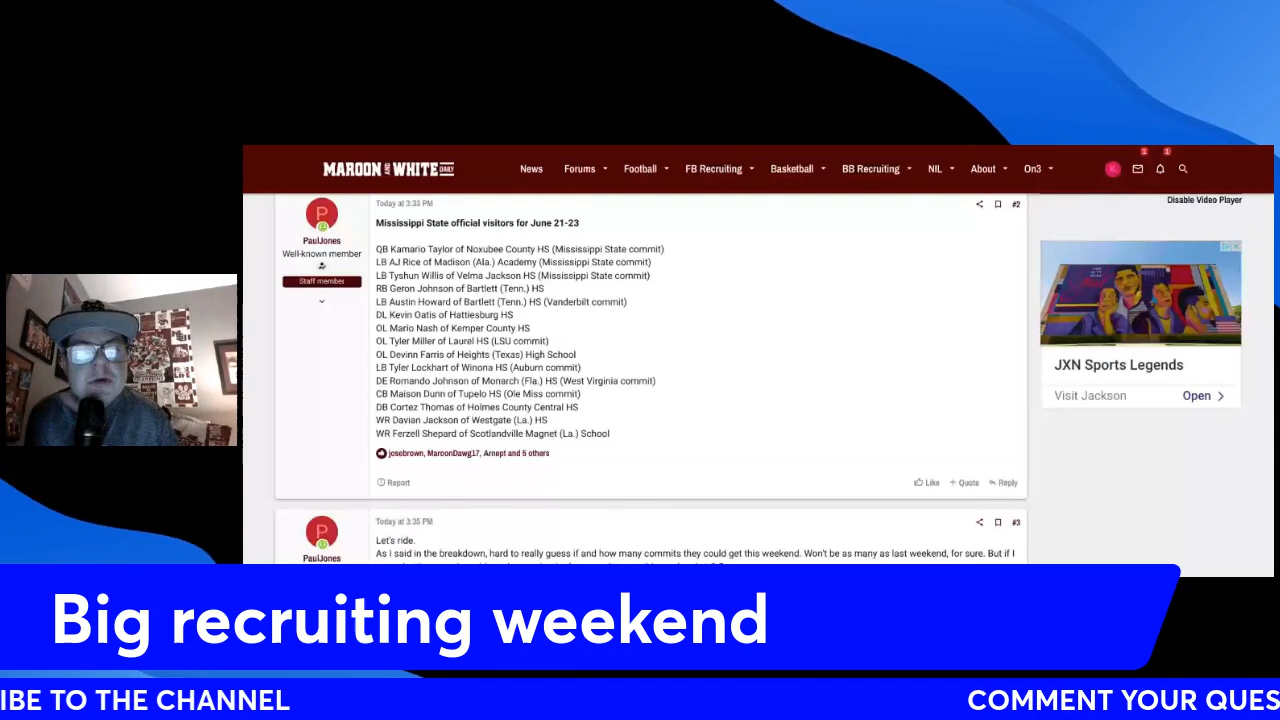 MAROON AND WHITE DAILY
News Forums Football FB Recruiting Basketball BB Recruiting NIL About On3
K 1 1
Disable Video Player
P
PaulJones
Well-known member
Staff member
Today at 3:33 PM
#2
Mississippi State official visitors for June 21-23
QB Kamario Taylor of Noxubee County HS (Mississippi State commit)
LB AJ Rice of Madison (Ala.) Academy (Mississippi State commit)
LB Tyshun Willis of Velma Jackson HS (Mississippi State commit)
RB Geron Johnson of Bartlett (Tenn.) HS
LB Austin Howard of Bartlett (Tenn.) HS (Vanderbilt commit)
DL Kevin Oatis of Hattiesburg HS
OL Mario Nash of Kemper County HS
OL Tyler Miller of Laurel HS (LSU commit)
OL Devinn Farris of Heights (Texas) High School
LB Tyler Lockhart of Winona HS (Auburn commit)
DE Romando Johnson of Monarch (Fla.) HS (West Virginia commit)
CB Maison Dunn of Tupelo HS (Ole Miss commit)
DB Cortez Thomas of Holmes County Central HS
WR Davian Jackson of Westgate (La.) HS
WR Ferzell Shepard of Scotlandville Magnet (La.) School
josebrown, MaroonDawg17, Arnept and 5 others
Report
Like Quote Reply
JXN Sports Legends
Visit Jackson Open
P
PaulJones
Today at 3:35 PM
#3
Let's ride.
As I said in the breakdown, hard to really guess if and how many commits they could get this weekend. Won't be as many as last weekend, for sure. But if I
Big recruiting weekend
IBE TO THE CHANNEL
COMMENT YOUR QUES